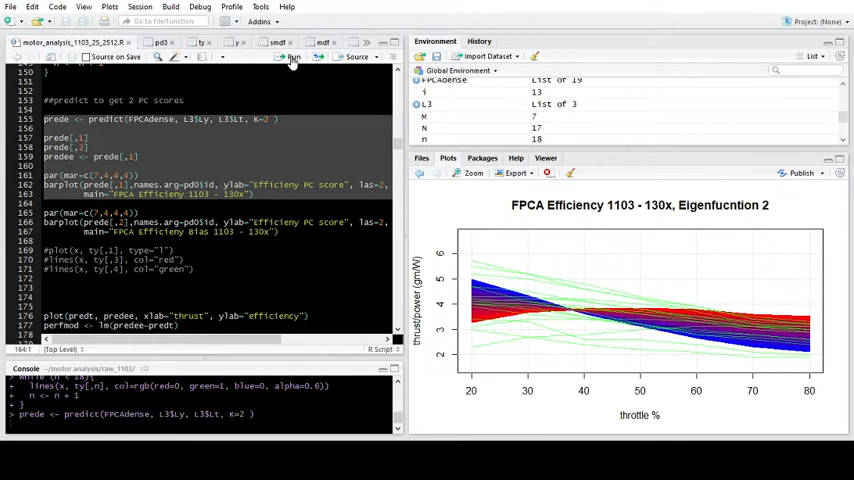 File Edit Code View Plots Session Build Debug Profile Tools Help
Go to file/function
Addins
Project: (None)
motor_analysis_1103_2S_2512.R
pd3
ty
y
smdf
mdf
Source on Save
Run
Source
150
151
152
153 ##predict to get 2 PC scores
154
155 prede <- predict(FPCAdense, L3$Ly, L3$Lt, K=2 )
156
157 prede[,1]
158 prede[,2]
159 predee <- prede[,1]
160
161 par(mar=c(7,4,4,4))
162 barplot(prede[,1],names.arg=pd0$id, ylab="Efficieny PC score", las=2,
163 main="FPCA Efficieny 1103 - 130x")
164
165 par(mar=c(7,4,4,4))
166 barplot(prede[,2],names.arg=pd0$id, ylab="Efficieny PC score", las=2,
167 main="FPCA Efficieny Bias 1103 - 130x")
168
169 #plot(x, ty[,1], type="l")
170 #lines(x, ty[,3], col="red")
171 #lines(x, ty[,4], col="green")
172
173
174
175
176 plot(predt, predee, xlab="thrust", ylab="efficiency")
177 perfmod <- lm(predee~predt)
178
164:1 (Top Level) R Script
Console ~/motor_analysis/raw_1103/
+ lines(x, ty[,n], col=rgb(red=0, green=1, blue=0, alpha=0.6))
+ n <- n + 1
+ }
> prede <- predict(FPCAdense, L3$Ly, L3$Lt, K=2 )
Environment History
Import Dataset
List
Global Environment
FPCAdense List of 19
i 13
L3 List of 3
M 7
N 17
n 18
Files Plots Packages Help Viewer
Zoom Export Publish
FPCA Efficiency 1103 - 130x, Eigenfucntion 2
thrust/power (gm/W)
6
5
4
3
2
20 30 40 50 60 70 80
throttle %